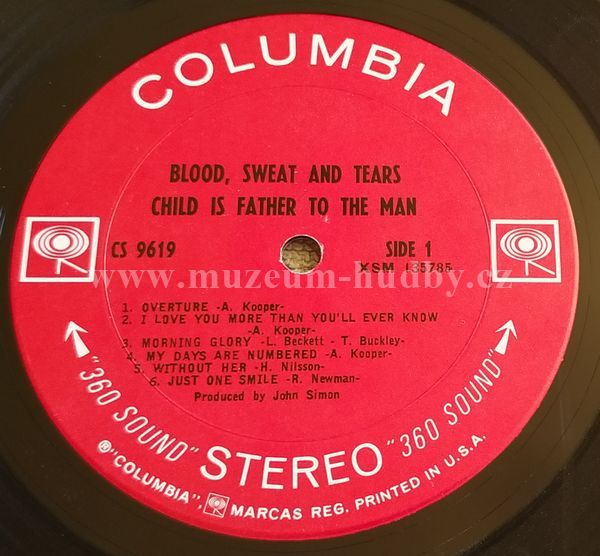 COLUMBIA
BLOOD, SWEAT AND TEARS
CHILD IS FATHER TO THE MAN
CS 9619
SIDE 1
XSM 135785
www.muzeum-hudby.cz
1. OVERTURE -A. Kooper-
2. I LOVE YOU MORE THAN YOU'LL EVER KNOW
-A. Kooper-
3. MORNING GLORY -L. Beckett - T. Buckley-
4. MY DAYS ARE NUMBERED -A. Kooper-
5. WITHOUT HER -H. Nilsson-
6. JUST ONE SMILE -R. Newman-
Produced by John Simon
"360 SOUND" STEREO "360 SOUND"
®"COLUMBIA", MARCAS REG. PRINTED IN U.S.A.